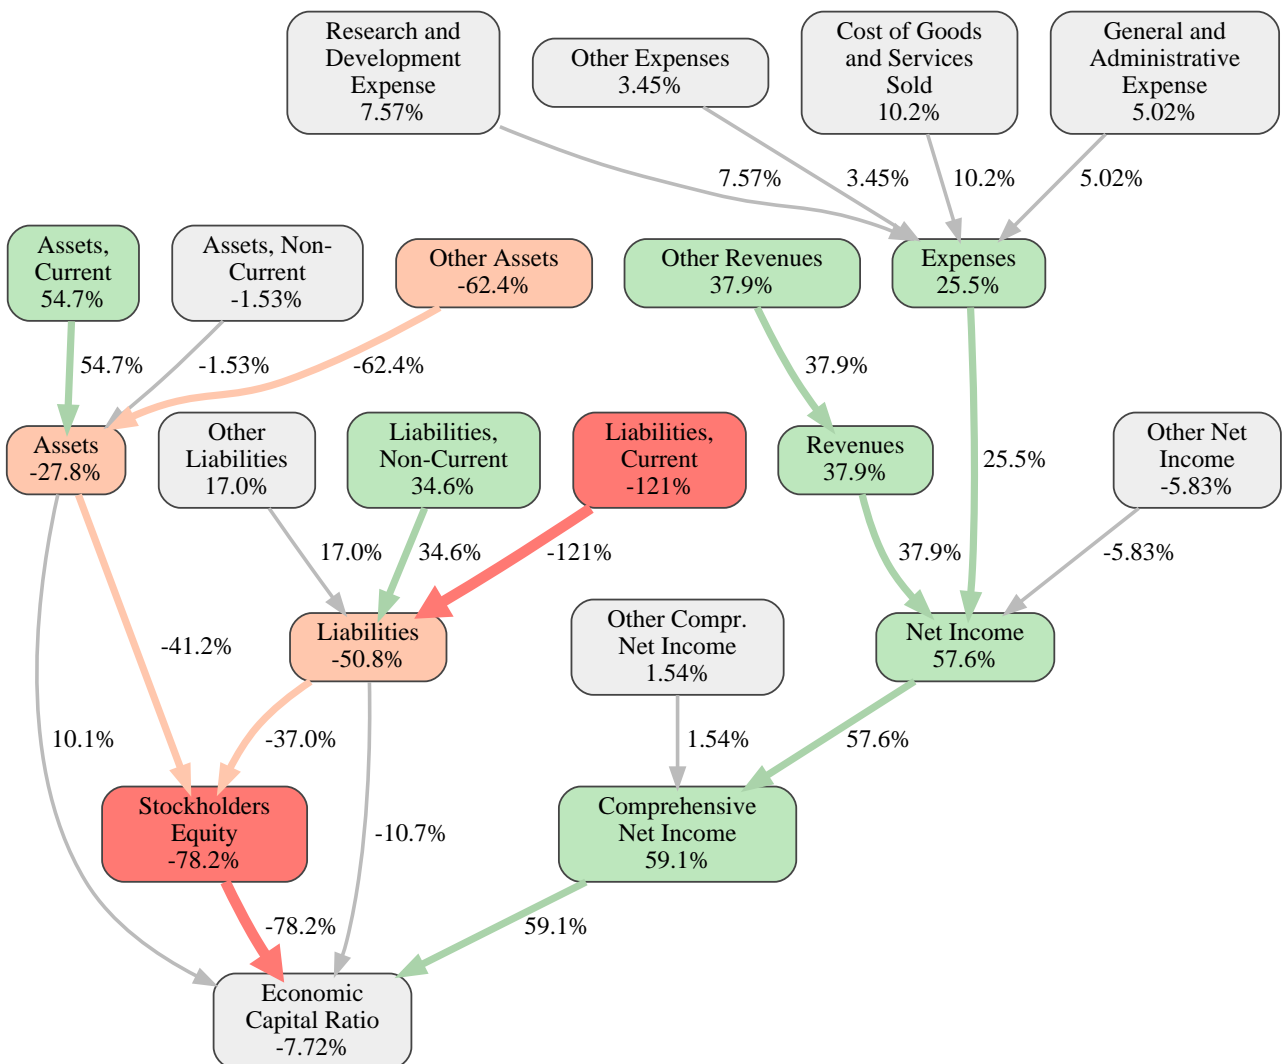 Research and
Development
Expense
7.57%
Other Expenses
3.45%
Cost of Goods
and Services
Sold
10.2%
General and
Administrative
Expense
5.02%
7.57%
3.45%
10.2%
5.02%
Assets,
Current
54.7%
Assets, Non-
Current
-1.53%
Other Assets
-62.4%
Other Revenues
37.9%
Expenses
25.5%
54.7%
-1.53%
-62.4%
37.9%
Assets
-27.8%
Other
Liabilities
17.0%
Liabilities,
Non-Current
34.6%
Liabilities,
Current
-121%
Revenues
37.9%
25.5%
Other Net
Income
-5.83%
17.0%
34.6%
-121%
37.9%
-5.83%
-41.2%
Liabilities
-50.8%
Other Compr.
Net Income
1.54%
Net Income
57.6%
10.1%
-37.0%
1.54%
57.6%
Stockholders
Equity
-78.2%
-10.7%
Comprehensive
Net Income
59.1%
-78.2%
59.1%
Economic
Capital Ratio
-7.72%